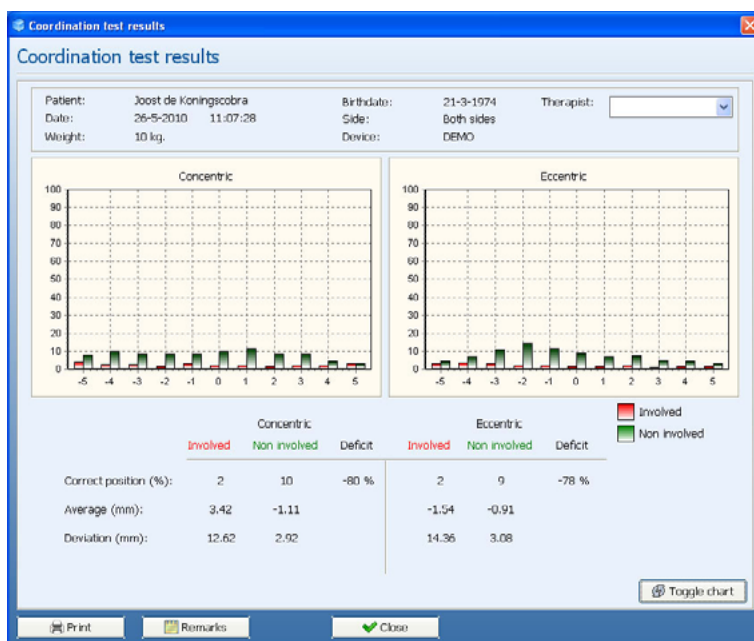 Coordination test results
Coordination test results
Patient: Joost de Koningscobra Birthdate: 21-3-1974 Therapist:
Date: 26-5-2010 11:07:28 Side: Both sides
Weight: 10 kg. Device: DEMO
Concentric Eccentric
100 100
90 90
80 80
70 70
60 60
50 50
40 40
30 30
20 20
10 10
0 0
-5 -4 -3 -2 -1 0 1 2 3 4 5 -5 -4 -3 -2 -1 0 1 2 3 4 5
Involved
Non involved
Concentric Eccentric
Involved Non involved Deficit Involved Non involved Deficit
Correct position (%): 2 10 -80 % 2 9 -78 %
Average (mm): 3.42 -1.11 -1.54 -0.91
Deviation (mm): 12.62 2.92 14.36 3.08
Toggle chart
Print Remarks Close